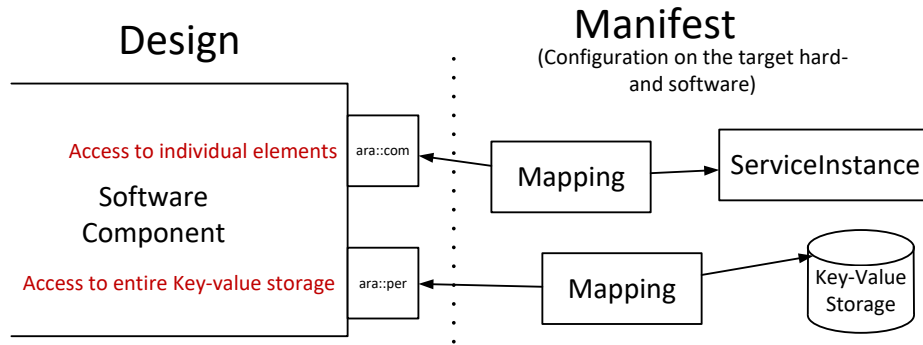 Design
Manifest
(Configuration on the target hard-
and software)
Access to individual elements
ara::com
Mapping
ServiceInstance
Software
Component
Access to entire Key-value storage
ara::per
Mapping
Key-Value
Storage